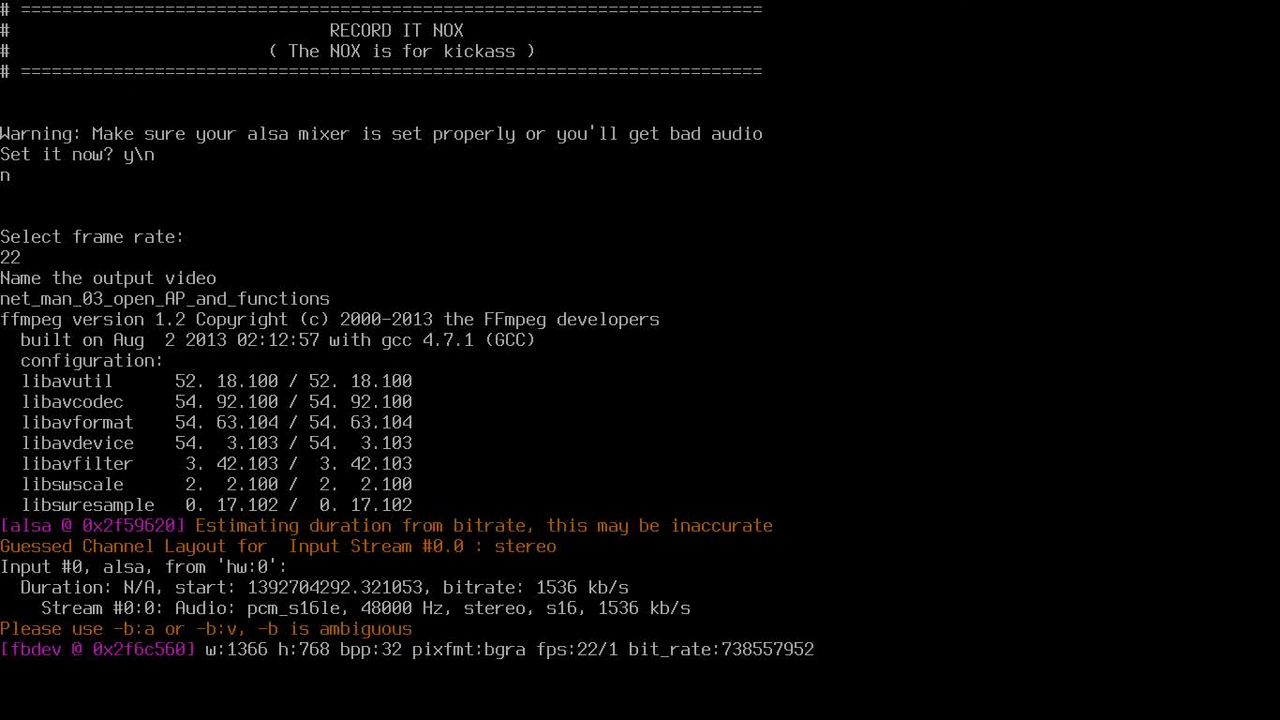 # ========================================================================
#                               RECORD IT NOX
#                         ( The NOX is for kickass )
# ========================================================================
Warning: Make sure your alsa mixer is set properly or you'll get bad audio
Set it now? y\n
n
Select frame rate:
22
Name the output video
net_man_03_open_AP_and_functions
ffmpeg version 1.2 Copyright (c) 2000-2013 the FFmpeg developers
  built on Aug  2 2013 02:12:57 with gcc 4.7.1 (GCC)
  configuration:
  libavutil      52. 18.100 / 52. 18.100
  libavcodec     54. 92.100 / 54. 92.100
  libavformat    54. 63.104 / 54. 63.104
  libavdevice    54.  3.103 / 54.  3.103
  libavfilter     3. 42.103 /  3. 42.103
  libswscale      2.  2.100 /  2.  2.100
  libswresample   0. 17.102 /  0. 17.102
[alsa @ 0x2f59620] Estimating duration from bitrate, this may be inaccurate
Guessed Channel Layout for  Input Stream #0.0 : stereo
Input #0, alsa, from 'hw:0':
  Duration: N/A, start: 1392704292.321053, bitrate: 1536 kb/s
    Stream #0:0: Audio: pcm_s16le, 48000 Hz, stereo, s16, 1536 kb/s
Please use -b:a or -b:v, -b is ambiguous
[fbdev @ 0x2f6c560] w:1366 h:768 bpp:32 pixfmt:bgra fps:22/1 bit_rate:738557952